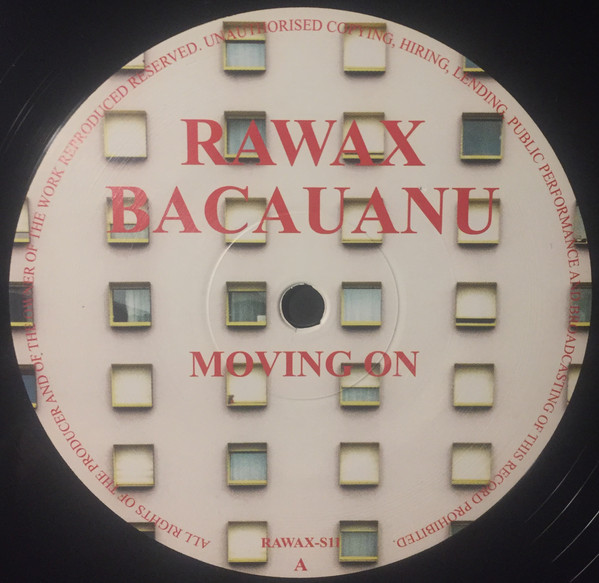 RAWAX
BACAUANU
MOVING ON
RAWAX-S11
A
ALL RIGHTS OF THE PRODUCER AND OF THE OWNER OF THE WORK REPRODUCED RESERVED. UNAUTHORISED COPYING, HIRING, LENDING, PUBLIC PERFORMANCE AND BROADCASTING OF THIS RECORD PROHIBITED.